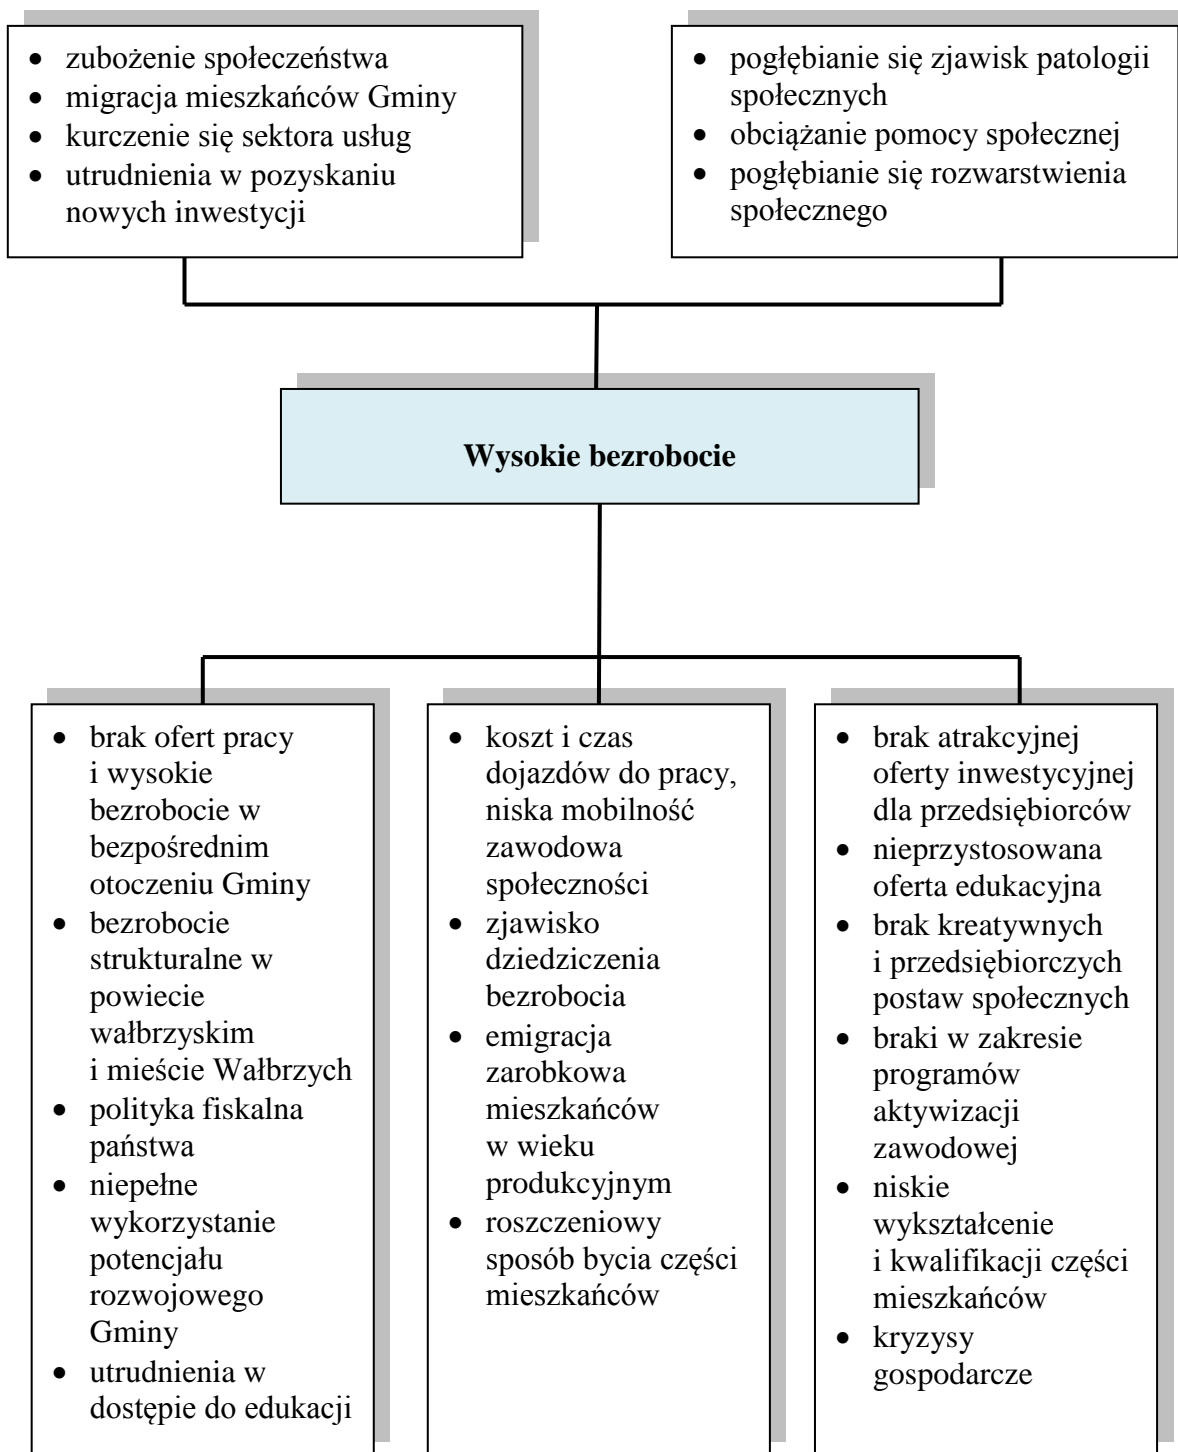 • zubożenie społeczeństwa
• migracja mieszkańców Gminy
• kurczenie się sektora usług
• utrudnienia w pozyskaniu
nowych inwestycji
• pogłębianie się zjawisk patologii
społecznych
• obciążanie pomocy społecznej
• pogłębianie się rozwarstwienia
społecznego
Wysokie bezrobocie
• brak ofert pracy
i wysokie
bezrobocie w
bezpośrednim
otoczeniu Gminy
• bezrobocie
strukturalne w
powiecie
wałbrzyskim
i mieście Wałbrzych
• polityka fiskalna
państwa
• niepełne
wykorzystanie
potencjału
rozwojowego
Gminy
• utrudnienia w
dostępie do edukacji
• koszt i czas
dojazdów do pracy,
niska mobilność
zawodowa
społeczności
• zjawisko
dziedziczenia
bezrobocia
• emigracja
zarobkowa
mieszkańców
w wieku
produkcyjnym
• roszczeniowy
sposób bycia części
mieszkańców
• brak atrakcyjnej
oferty inwestycyjnej
dla przedsiębiorców
• nieprzystosowana
oferta edukacyjna
• brak kreatywnych
i przedsiębiorczych
postaw społecznych
• braki w zakresie
programów
aktywizacji
zawodowej
• niskie
wykształcenie
i kwalifikacji części
mieszkańców
• kryzysy
gospodarcze